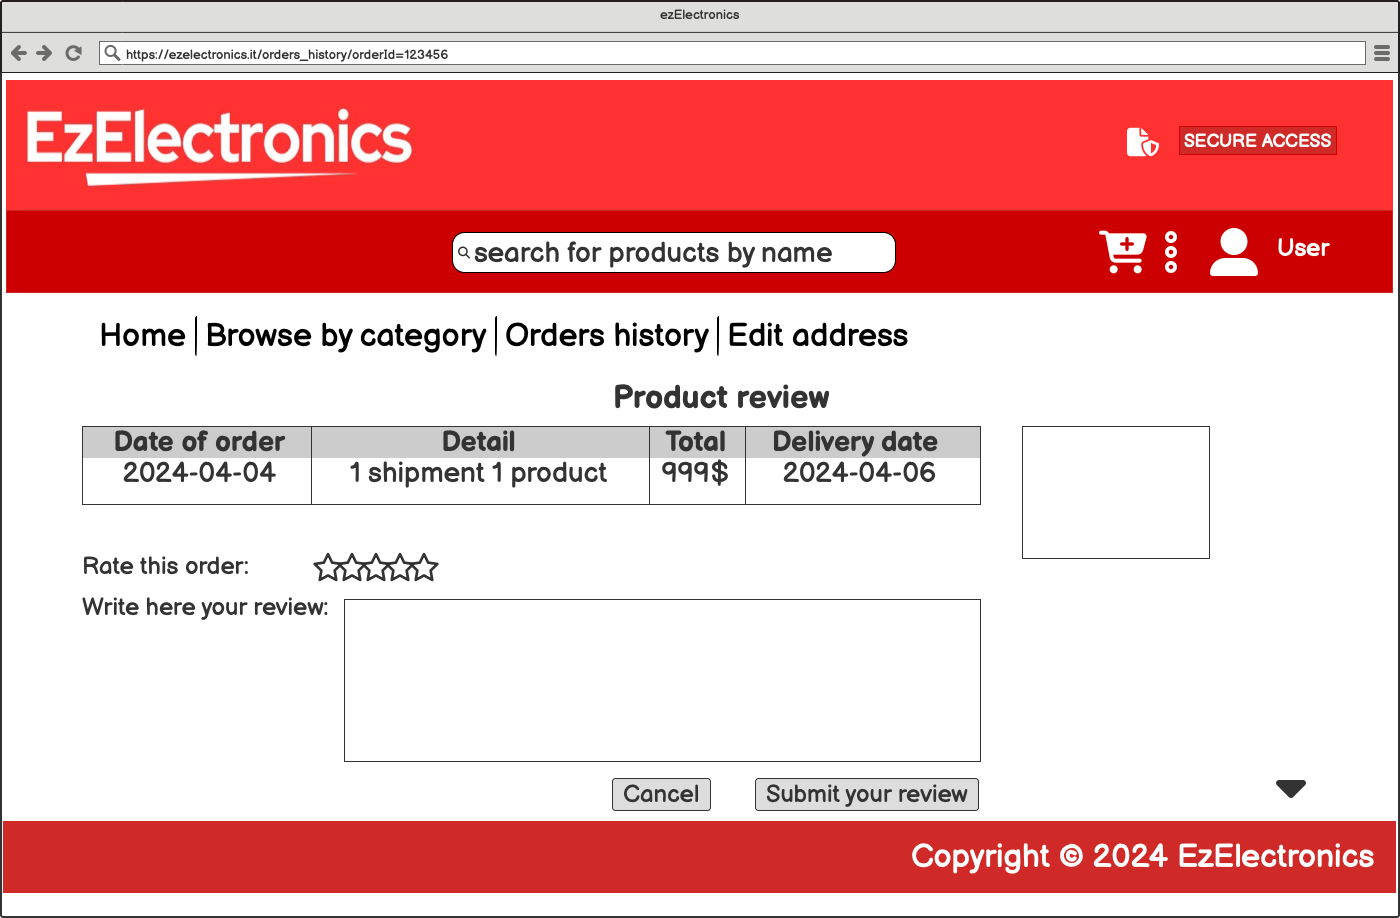 ezElectronics
https://ezelectronics.it/orders_history/orderId=123456
EzElectronics
SECURE ACCESS
search for products by name
User
Home Browse by category Orders history Edit address
Product review
Date of order Detail Total Delivery date
2024-04-04 1 shipment 1 product 999$ 2024-04-06
Rate this order:
Write here your review:
Cancel Submit your review
Copyright © 2024 EzElectronics